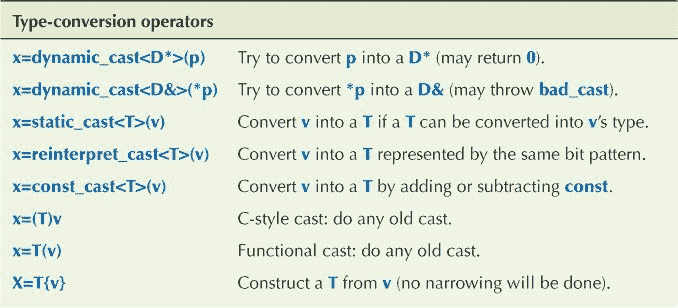 Type-conversion operators
x=dynamic_cast<D*>(p) Try to convert p into a D* (may return 0).
x=dynamic_cast<D&>(*p) Try to convert *p into a D& (may throw bad_cast).
x=static_cast<T>(v) Convert v into a T if a T can be converted into v's type.
x=reinterpret_cast<T>(v) Convert v into a T represented by the same bit pattern.
x=const_cast<T>(v) Convert v into a T by adding or subtracting const.
x=(T)v C-style cast: do any old cast.
x=T(v) Functional cast: do any old cast.
X=T{v} Construct a T from v (no narrowing will be done).